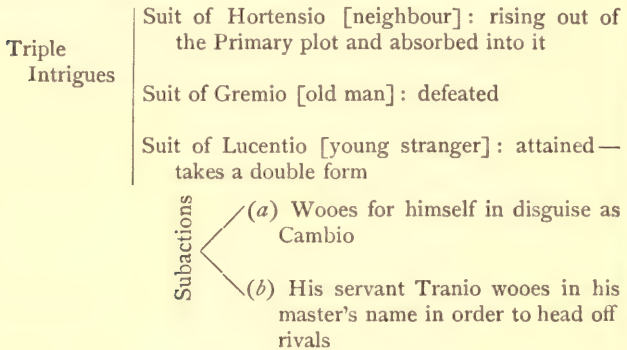 Triple
Intrigues
Suit of Hortensio [neighbour] : rising out of
the Primary plot and absorbed into it
Suit of Gremio [old man] : defeated
Suit of Lucentio [young stranger] : attained—
takes a double form
Subactions
(a) Wooes for himself in disguise as
Cambio
(b) His servant Tranio wooes in his
master's name in order to head off
rivals